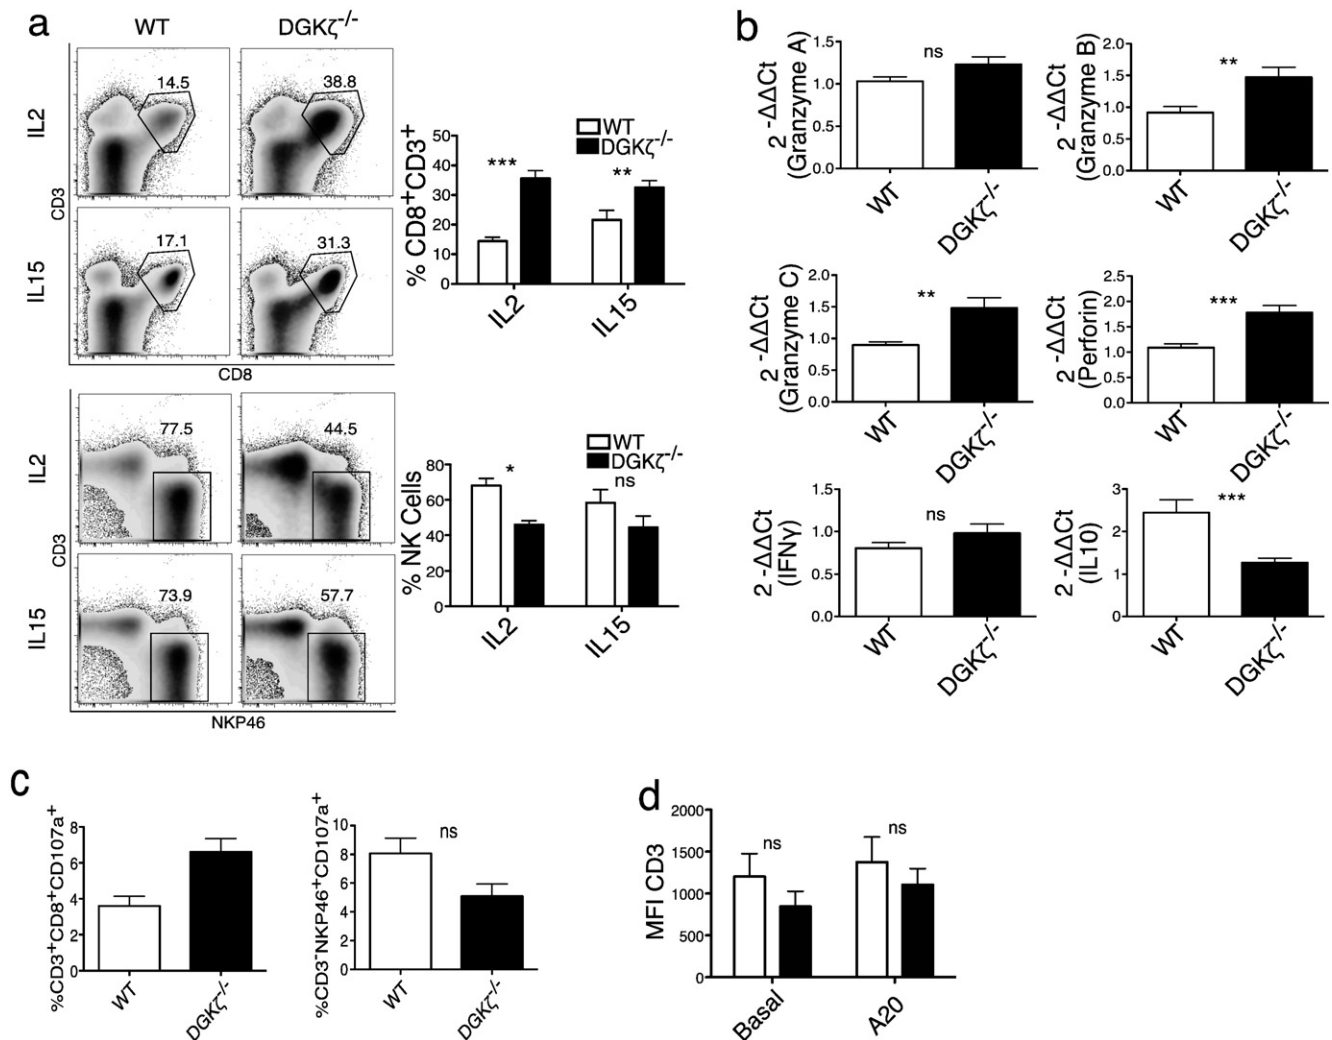 a
WT
DGKζ-/-
IL2
14.5
38.8
CD3
IL15
17.1
31.3
CD8
% CD8+CD3+
50
40
30
20
10
0
WT
DGKζ-/-
***
**
IL2
IL15
IL2
77.5
44.5
CD3
IL15
73.9
57.7
NKP46
% NK Cells
80
60
40
20
0
WT
DGKζ-/-
*
ns
IL2
IL15
b
2 -ΔΔCt
(Granzyme A)
1.5
1.0
0.5
0.0
ns
WT
DGKζ-/-
2 -ΔΔCt
(Granzyme B)
2.0
1.5
1.0
0.5
0.0
**
WT
DGKζ-/-
2 -ΔΔCt
(Granzyme C)
2.0
1.5
1.0
0.5
0.0
**
WT
DGKζ-/-
2 -ΔΔCt
(Perforin)
2.5
2.0
1.5
1.0
0.5
0.0
***
WT
DGKζ-/-
2 -ΔΔCt
(IFNγ)
1.5
1.0
0.5
0.0
ns
WT
DGKζ-/-
2 -ΔΔCt
(IL10)
3
2
1
0
***
WT
DGKζ-/-
c
%CD3+CD8+CD107a+
8
6
4
2
0
WT
DGKζ-/-
%CD3-NKP46+CD107a+
10
8
6
4
2
0
ns
WT
DGKζ-/-
d
MFI CD3
2000
1500
1000
500
0
ns
ns
Basal
A20